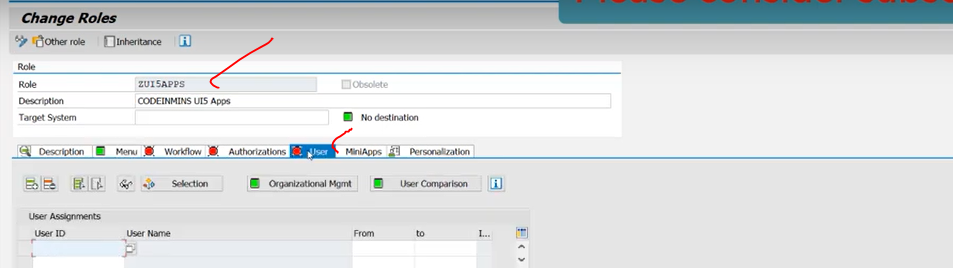 Change Roles
Other role Inheritance
Role
Role ZUI5APPS Obsolete
Description CODEINMINS UI5 Apps
Target System No destination
Description Menu Workflow Authorizations User MiniApps Personalization
Selection Organizational Mgmt User Comparison
User Assignments
User ID User Name From to I...